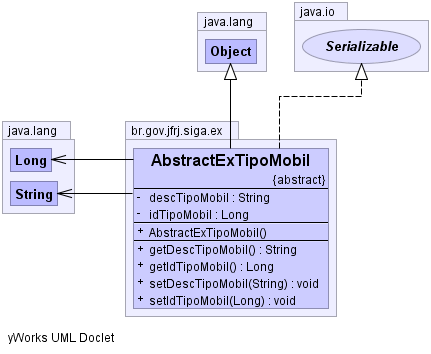 java.lang
Object
java.io
Serializable
java.lang
Long
String
br.gov.jfrj.siga.ex
AbstractExTipoMobil
{abstract}
- descTipoMobil : String
- idTipoMobil : Long
+ AbstractExTipoMobil()
+ getDescTipoMobil() : String
+ getIdTipoMobil() : Long
+ setDescTipoMobil(String) : void
+ setIdTipoMobil(Long) : void
yWorks UML Doclet